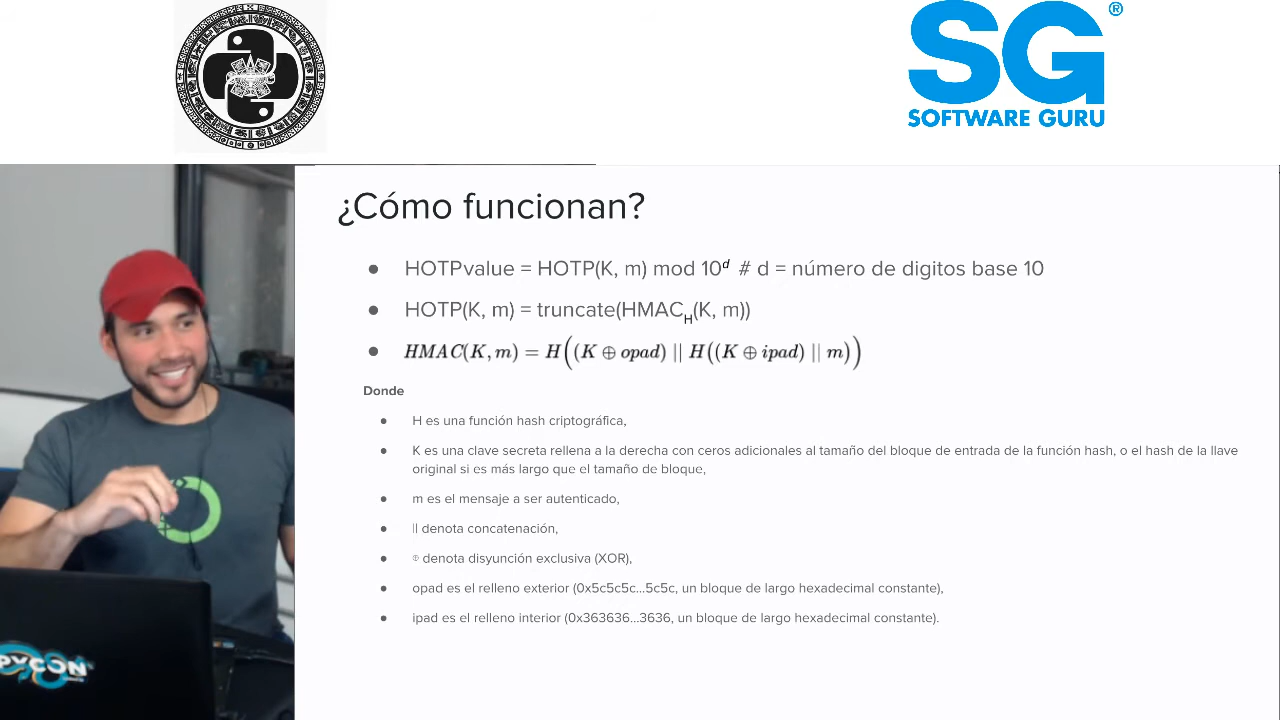 SG®
SOFTWARE GURU
¿Cómo funcionan?
● HOTPvalue = HOTP(K, m) mod 10ᵈ # d = número de digitos base 10
● HOTP(K, m) = truncate(HMAC_H(K, m))
● HMAC(K, m) = H((K ⊕ opad) || H((K ⊕ ipad) || m))
Donde
● H es una función hash criptográfica,
● K es una clave secreta rellena a la derecha con ceros adicionales al tamaño del bloque de entrada de la función hash, o el hash de la llave
original si es más largo que el tamaño de bloque,
● m es el mensaje a ser autenticado,
● || denota concatenación,
● ⊕ denota disyunción exclusiva (XOR),
● opad es el relleno exterior (0x5c5c5c...5c5c, un bloque de largo hexadecimal constante),
● ipad es el relleno interior (0x363636...3636, un bloque de largo hexadecimal constante).
PYCON